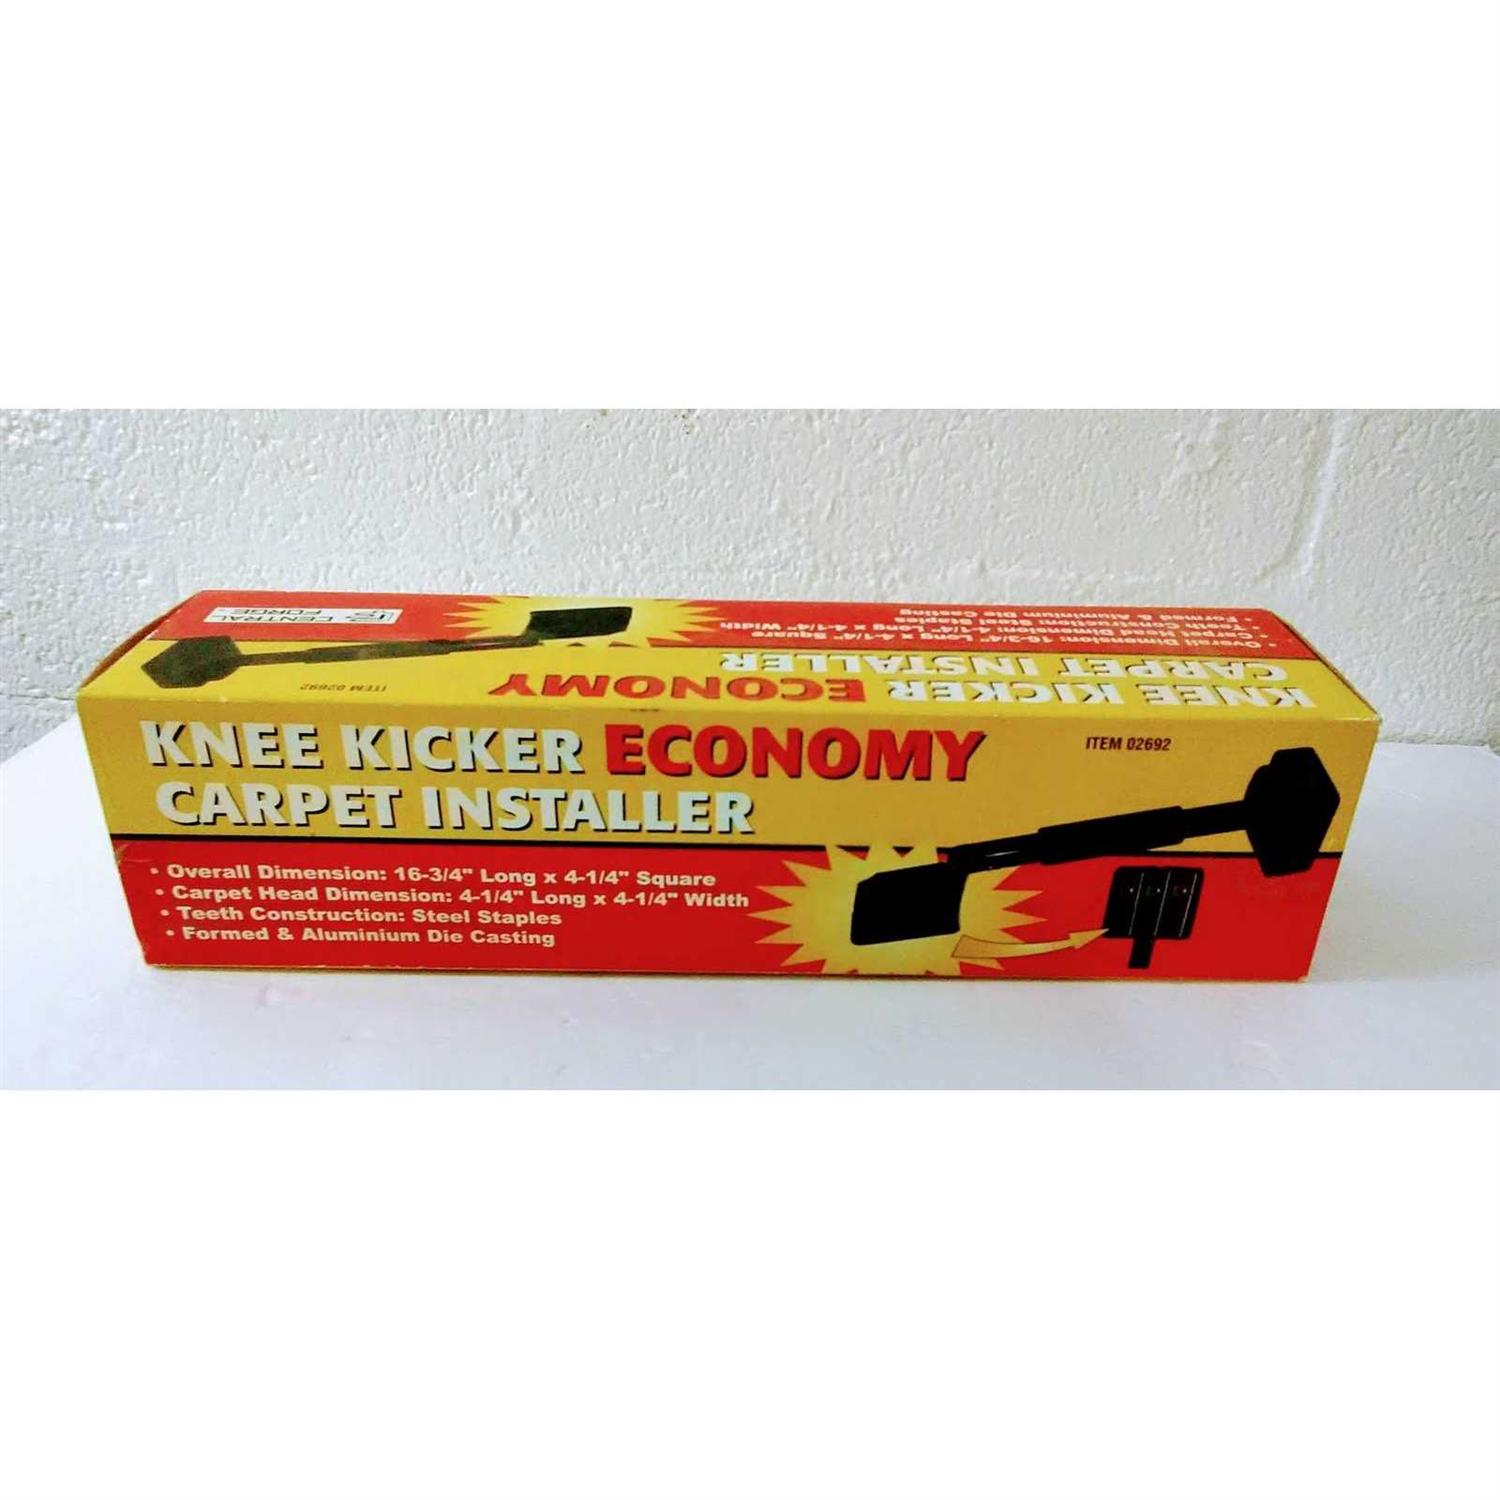 CENTRAL
FORGE
ITEM 02692
KNEE KICKER ECONOMY
CARPET INSTALLER
• Overall Dimension: 16-3/4" Long x 4-1/4" Square
• Carpet Head Dimension: 4-1/4" Long x 4-1/4" Width
• Teeth Construction: Steel Staples
• Formed & Aluminium Die Casting
KNEE KICKER ECONOMY
CARPET INSTALLER
ITEM 02692
• Overall Dimension: 16-3/4" Long x 4-1/4" Square
• Carpet Head Dimension: 4-1/4" Long x 4-1/4" Width
• Teeth Construction: Steel Staples
• Formed & Aluminium Die Casting